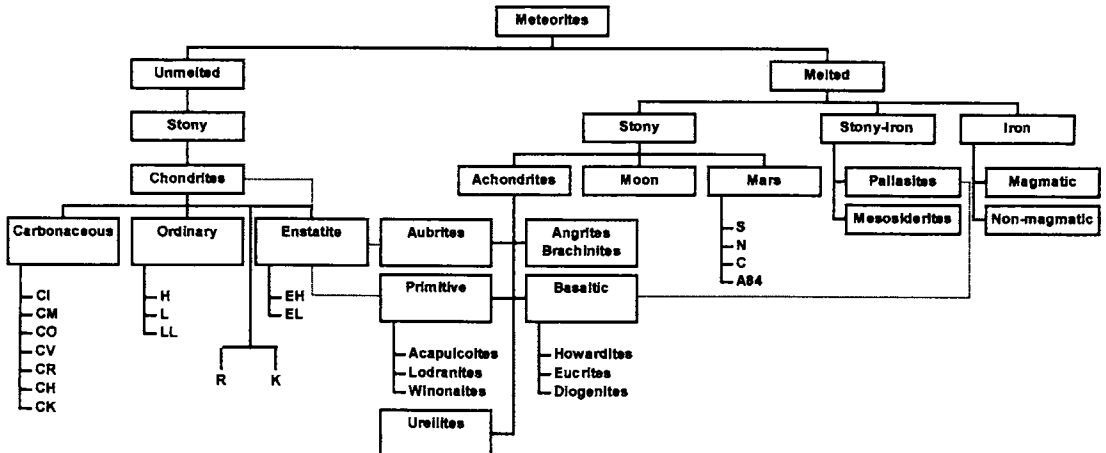 Meteorites
Unmelted
Melted
Stony
Stony
Stony-Iron
Iron
Chondrites
Achondrites
Moon
Mars
Pallasites
Magmatic
Mesosiderites
Non-magmatic
Carbonaceous
Ordinary
Enstatite
Aubrites
Angrites
Brachinites
S
N
C
A84
Primitive
Basaltic
CI
CM
CO
CV
CR
CH
CK
H
L
LL
EH
EL
R
K
Acapulcoites
Lodranites
Winonaites
Howardites
Eucrites
Diogenites
Ureilites